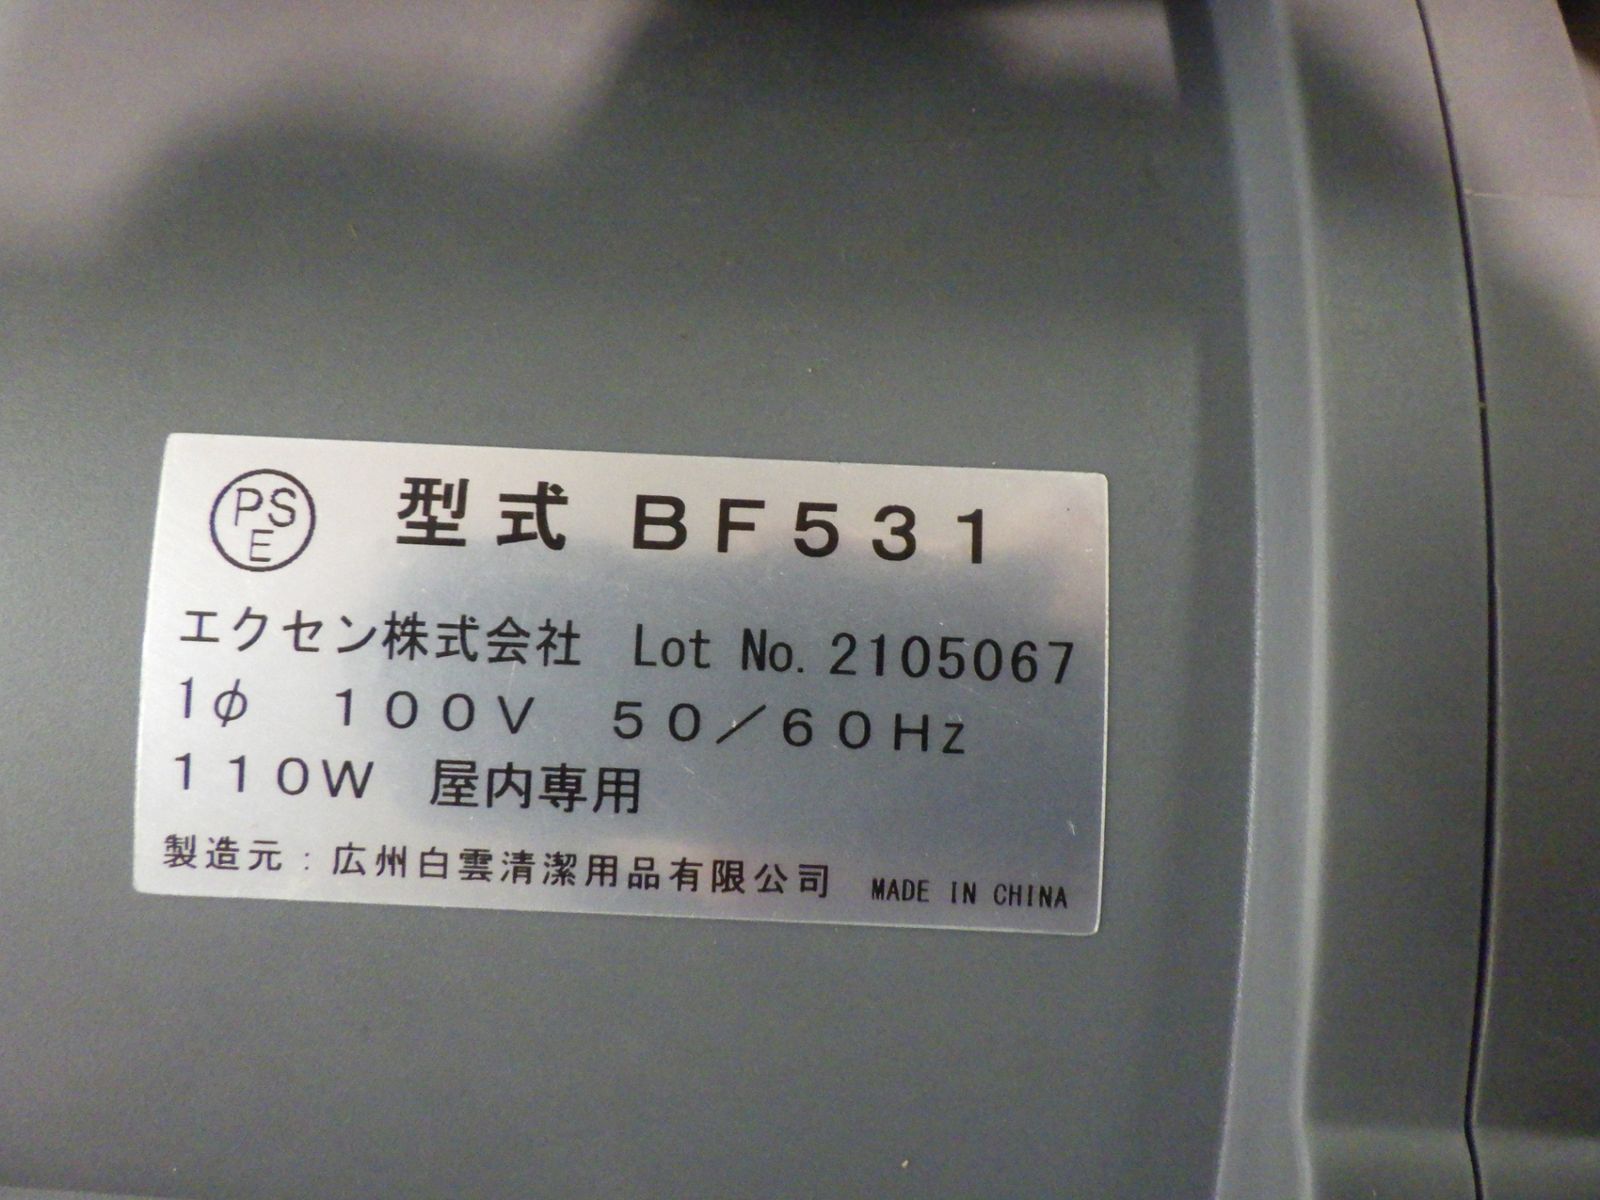 PSE 型式 BF531
エクセン株式会社 Lot No. 2105067
1φ 100V 50/60Hz
110W 屋内専用
製造元:広州白雲清潔用品有限公司 MADE IN CHINA